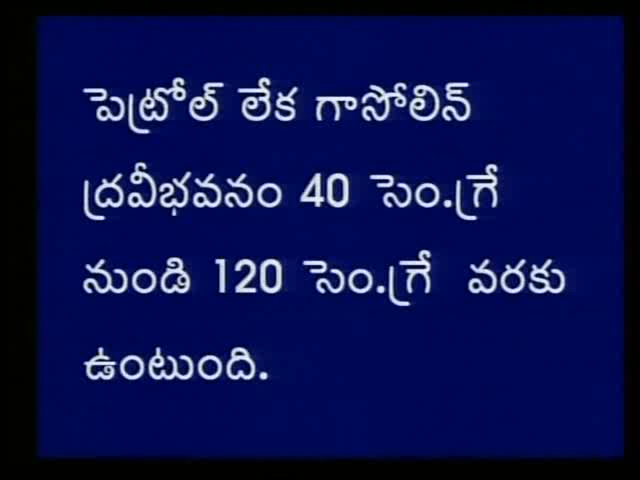 పెట్రోల్ లేక గాసోలిన్
ద్రవీభవనం 40 సెం.గ్రే
నుండి 120 సెం.గ్రే వరకు
ఉంటుంది.